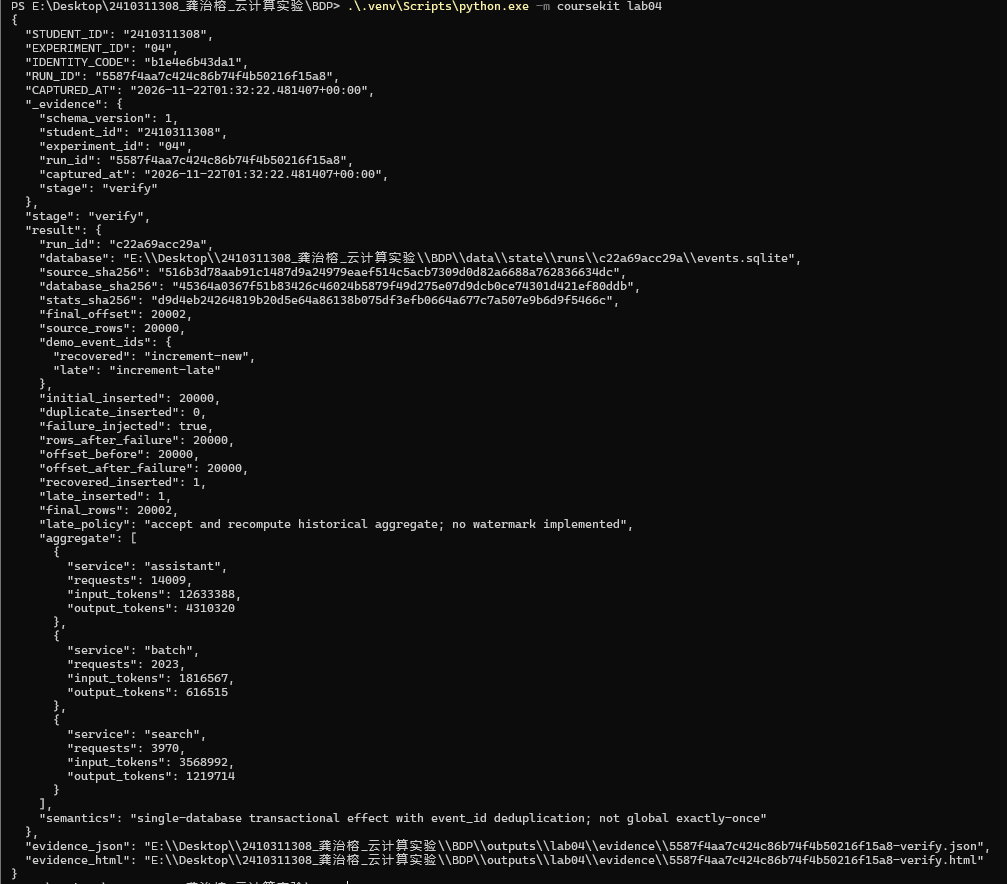 PS E:\Desktop\2410311308_龚治榕_云计算实验\BDP> .\.venv\Scripts\python.exe -m coursekit lab04
{
  "STUDENT_ID": "2410311308",
  "EXPERIMENT_ID": "04",
  "IDENTITY_CODE": "b1e4e6b43da1",
  "RUN_ID": "5587f4aa7c424c86b74f4b50216f15a8",
  "CAPTURED_AT": "2026-11-22T01:32:22.481407+00:00",
  "_evidence": {
    "schema_version": 1,
    "student_id": "2410311308",
    "experiment_id": "04",
    "run_id": "5587f4aa7c424c86b74f4b50216f15a8",
    "captured_at": "2026-11-22T01:32:22.481407+00:00",
    "stage": "verify"
  },
  "stage": "verify",
  "result": {
    "run_id": "c22a69acc29a",
    "database": "E:\\Desktop\\2410311308_龚治榕_云计算实验\\BDP\\data\\state\\runs\\c22a69acc29a\\events.sqlite",
    "source_sha256": "516b3d78aab91c1487d9a24979eaef514c5acb7309d0d82a6688a762836634dc",
    "database_sha256": "45364a0367f51b83426c46024b5879f49d275e07d9dcb0ce74301d421ef80ddb",
    "stats_sha256": "d9d4eb24264819b20d5e64a86138b075df3efb0664a677c7a507e9b6d9f5466c",
    "final_offset": 20002,
    "source_rows": 20000,
    "demo_event_ids": {
      "recovered": "increment-new",
      "late": "increment-late"
    },
    "initial_inserted": 20000,
    "duplicate_inserted": 0,
    "failure_injected": true,
    "rows_after_failure": 20000,
    "offset_before": 20000,
    "offset_after_failure": 20000,
    "recovered_inserted": 1,
    "late_inserted": 1,
    "final_rows": 20002,
    "late_policy": "accept and recompute historical aggregate; no watermark implemented",
    "aggregate": [
      {
        "service": "assistant",
        "requests": 14009,
        "input_tokens": 12633388,
        "output_tokens": 4310320
      },
      {
        "service": "batch",
        "requests": 2023,
        "input_tokens": 1816567,
        "output_tokens": 616515
      },
      {
        "service": "search",
        "requests": 3970,
        "input_tokens": 3568992,
        "output_tokens": 1219714
      }
    ],
    "semantics": "single-database transactional effect with event_id deduplication; not global exactly-once"
  },
  "evidence_json": "E:\\Desktop\\2410311308_龚治榕_云计算实验\\BDP\\outputs\\lab04\\evidence\\5587f4aa7c424c86b74f4b50216f15a8-verify.json",
  "evidence_html": "E:\\Desktop\\2410311308_龚治榕_云计算实验\\BDP\\outputs\\lab04\\evidence\\5587f4aa7c424c86b74f4b50216f15a8-verify.html"
}